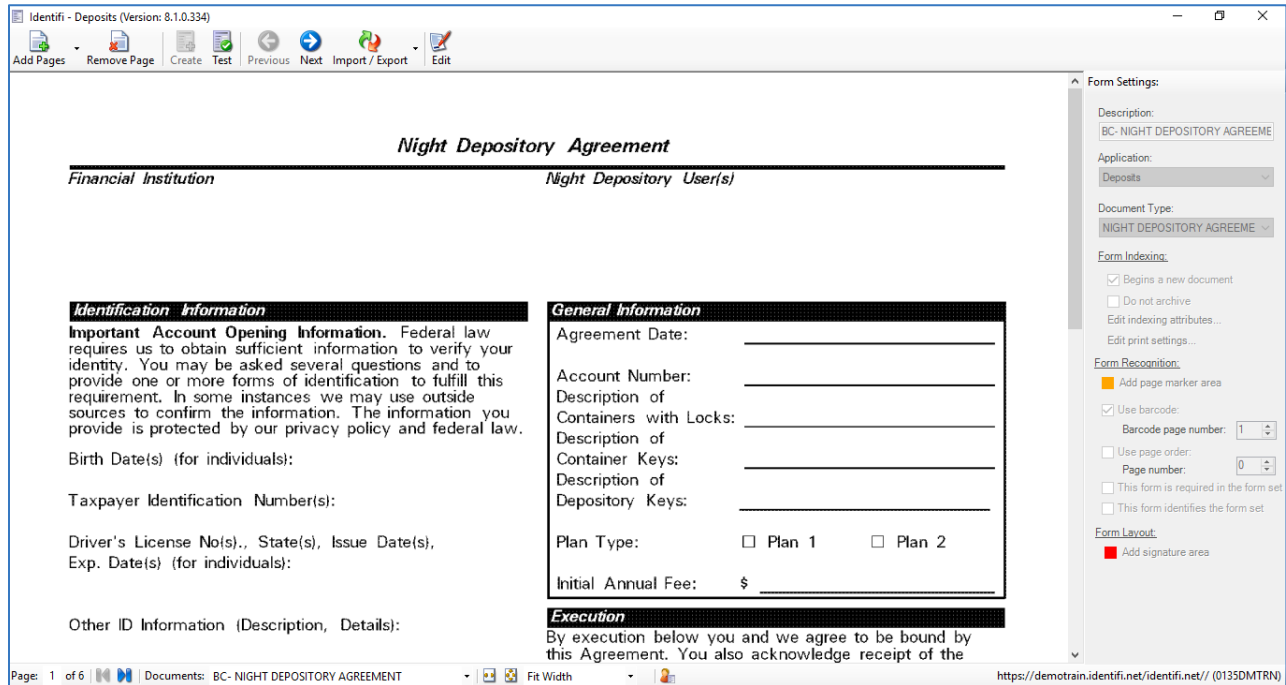 Identifi - Deposits (Version: 8.1.0.334)
Add Pages Remove Page Create Test Previous Next Import / Export Edit
Night Depository Agreement
Financial Institution
Night Depository User(s)
Identification Information
Important Account Opening Information. Federal law
requires us to obtain sufficient information to verify your
identity. You may be asked several questions and to
provide one or more forms of identification to fulfill this
requirement. In some instances we may use outside
sources to confirm the information. The information you
provide is protected by our privacy policy and federal law.
Birth Date(s) (for individuals):
Taxpayer Identification Number(s):
Driver's License No(s)., State(s), Issue Date(s),
Exp. Date(s) (for individuals):
Other ID Information (Description, Details):
General Information
Agreement Date:
Account Number:
Description of
Containers with Locks:
Description of
Container Keys:
Description of
Depository Keys:
Plan Type: Plan 1 Plan 2
Initial Annual Fee: $
Execution
By execution below you and we agree to be bound by
this Agreement. You also acknowledge receipt of the
Form Settings:
Description:
BC- NIGHT DEPOSITORY AGREEME
Application:
Deposits
Document Type:
NIGHT DEPOSITORY AGREEME
Form Indexing:
Begins a new document
Do not archive
Edit indexing attributes...
Edit print settings...
Form Recognition:
Add page marker area
Use barcode:
Barcode page number: 1
Use page order:
Page number: 0
This form is required in the form set
This form identifies the form set
Form Layout:
Add signature area
Page: 1 of 6 Documents: BC- NIGHT DEPOSITORY AGREEMENT Fit Width https://demotrain.identifi.net/identifi.net// (0135DMTRN)